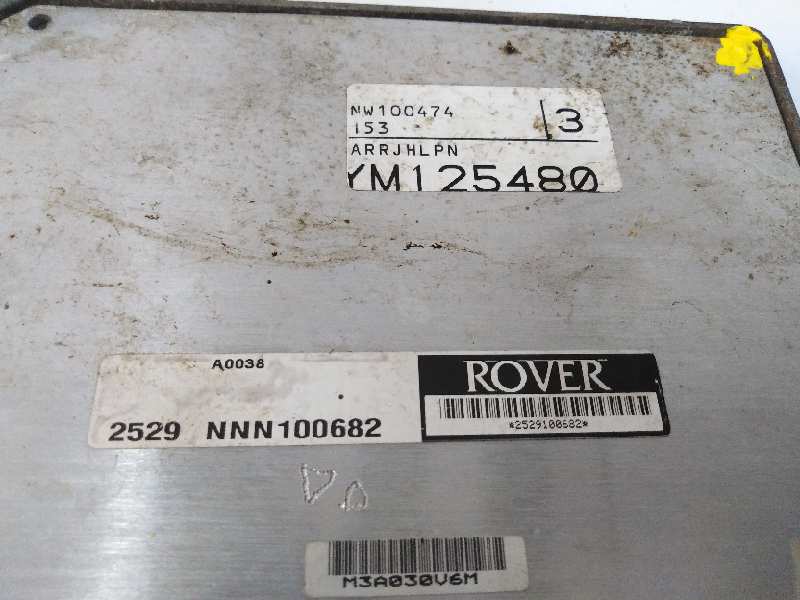 NW100474
153
3
ARRJHLPN
YM125480
A0038
2529 NNN100682
ROVER
*2529100682*
M3A030V6M